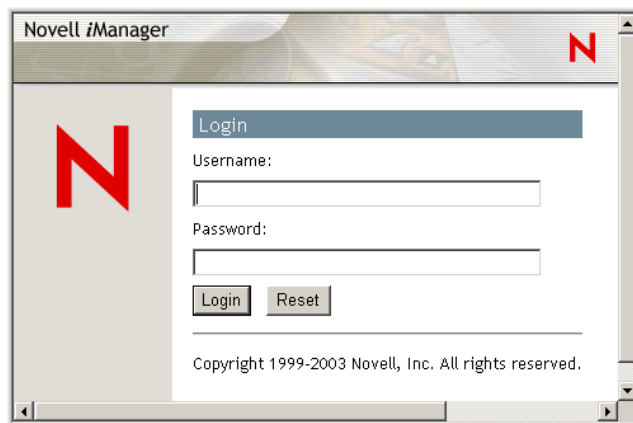 Novell iManager
N
N
Login
Username:
Password:
Login Reset
Copyright 1999-2003 Novell, Inc. All rights reserved.